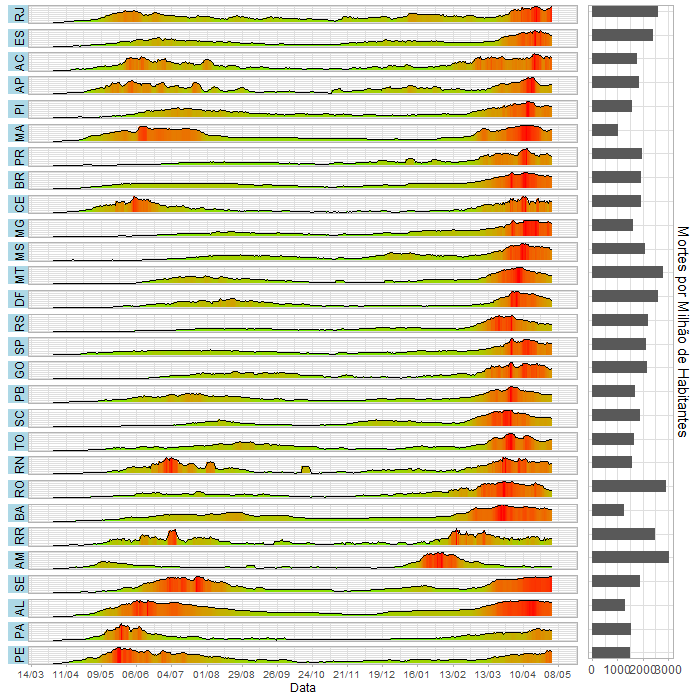 RJ
ES
AC
AP
PI
MA
PR
BR
CE
MG
MS
MT
DF
RS
SP
GO
PB
SC
TO
RN
RO
BA
RR
AM
SE
AL
PA
PE
14/03 11/04 09/05 06/06 04/07 01/08 29/08 26/09 24/10 21/11 19/12 16/01 13/02 13/03 10/04 08/05
Data
0 1000 2000 3000
Mortes por Milhão de Habitantes